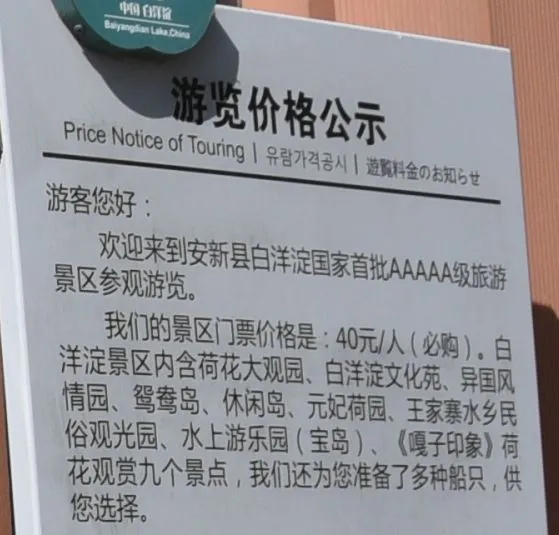 中国 白洋淀
Baiyangdian Lake,China
游览价格公示
Price Notice of Touring | 유람가격공시 | 遊覧料金のお知らせ
游客您好：
欢迎来到安新县白洋淀国家首批AAAAA级旅游
景区参观游览。
我们的景区门票价格是：40元/人（必购）。白
洋淀景区内含荷花大观园、白洋淀文化苑、异国风
情园、鸳鸯岛、休闲岛、元妃荷园、王家寨水乡民
俗观光园、水上游乐园（宝岛）、《嘎子印象》荷
花观赏九个景点，我们还为您准备了多种船只，供
您选择。